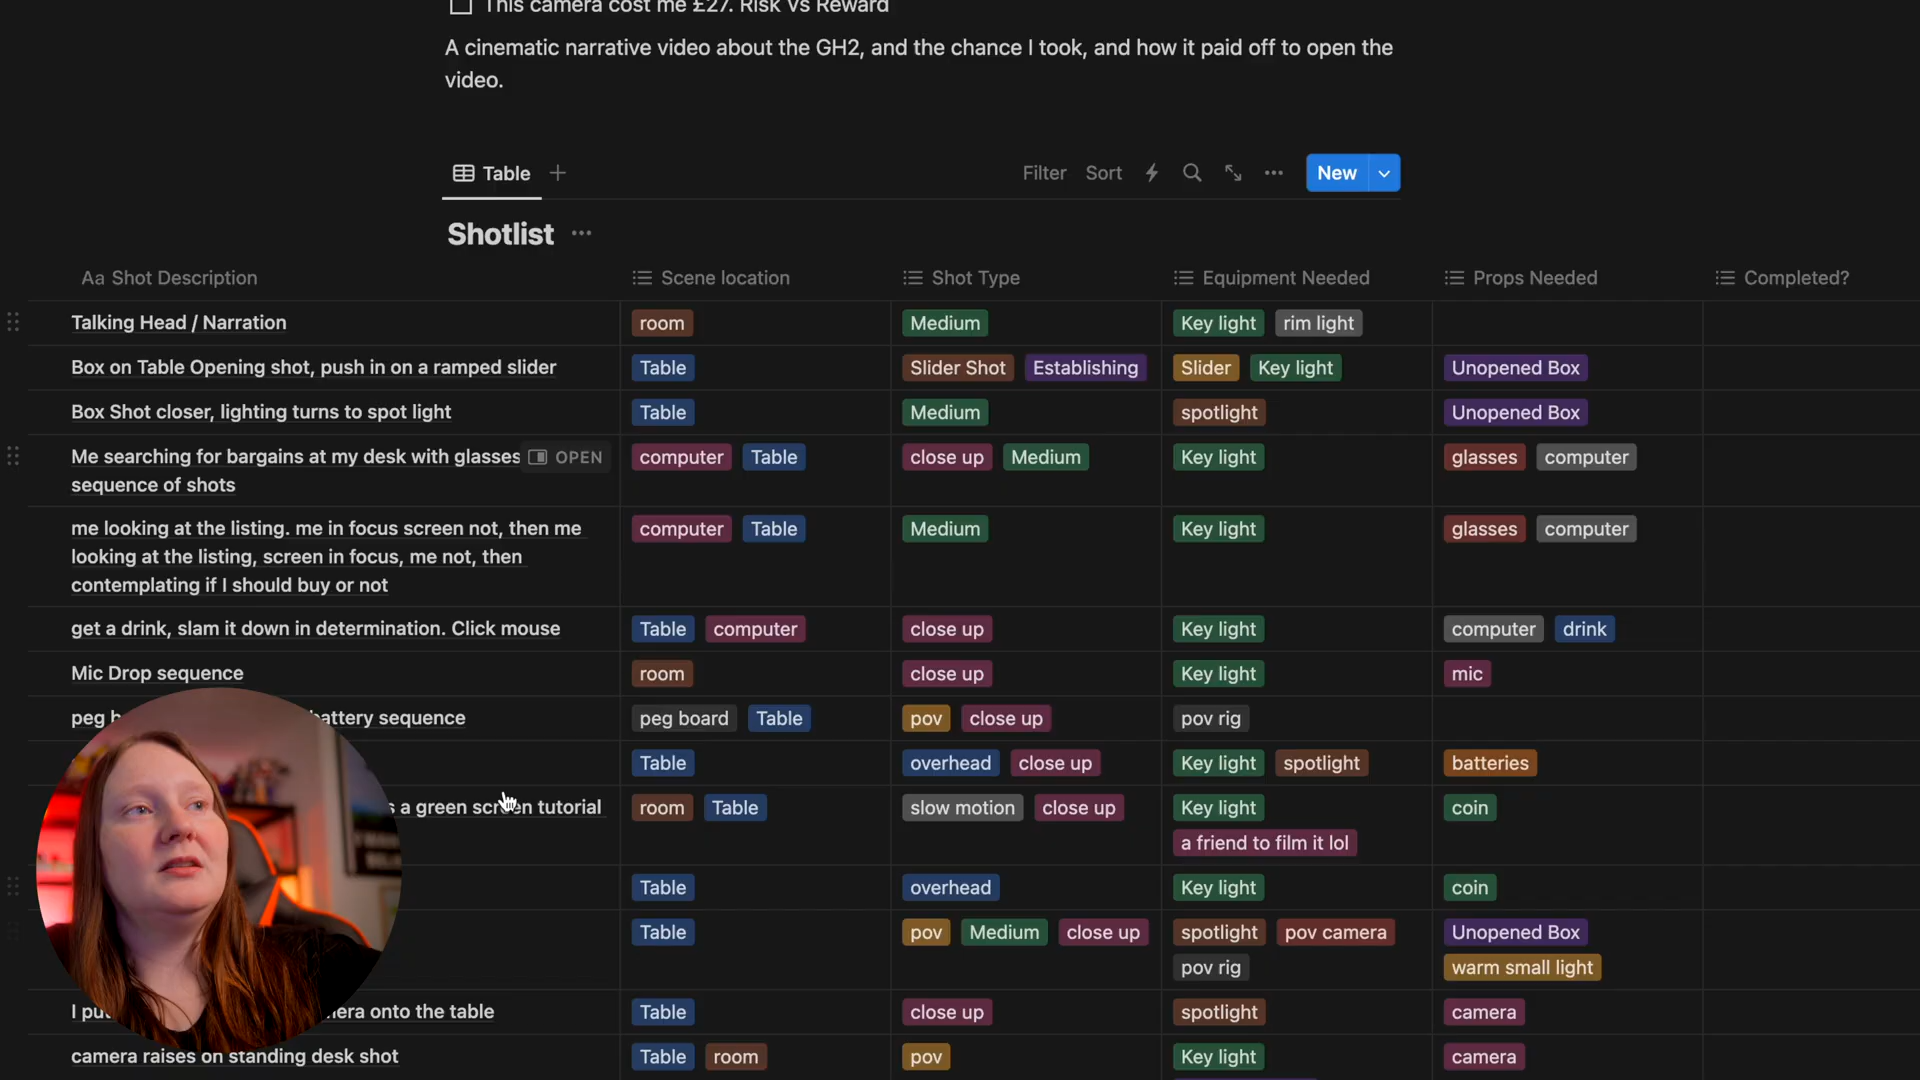 This camera cost me £27. Risk Vs Reward
A cinematic narrative video about the GH2, and the chance I took, and how it paid off to open the
video.
Table
Filter Sort New
Shotlist
Aa Shot Description Scene location Shot Type Equipment Needed Props Needed Completed?
Talking Head / Narration room Medium Key light rim light
Box on Table Opening shot, push in on a ramped slider Table Slider Shot Establishing Slider Key light Unopened Box
Box Shot closer, lighting turns to spot light Table Medium spotlight Unopened Box
Me searching for bargains at my desk with glasses OPEN computer Table close up Medium Key light glasses computer
sequence of shots
me looking at the listing. me in focus screen not, then me computer Table Medium Key light glasses computer
looking at the listing, screen in focus, me not, then
contemplating if I should buy or not
get a drink, slam it down in determination. Click mouse Table computer close up Key light computer drink
Mic Drop sequence room close up Key light mic
peg battery sequence peg board Table pov close up pov rig
Table overhead close up Key light spotlight batteries
a green screen tutorial room Table slow motion close up Key light coin
a friend to film it lol
Table overhead Key light coin
Table pov Medium close up spotlight pov camera Unopened Box
pov rig warm small light
I put onto the table Table close up spotlight camera
camera raises on standing desk shot Table room pov Key light camera